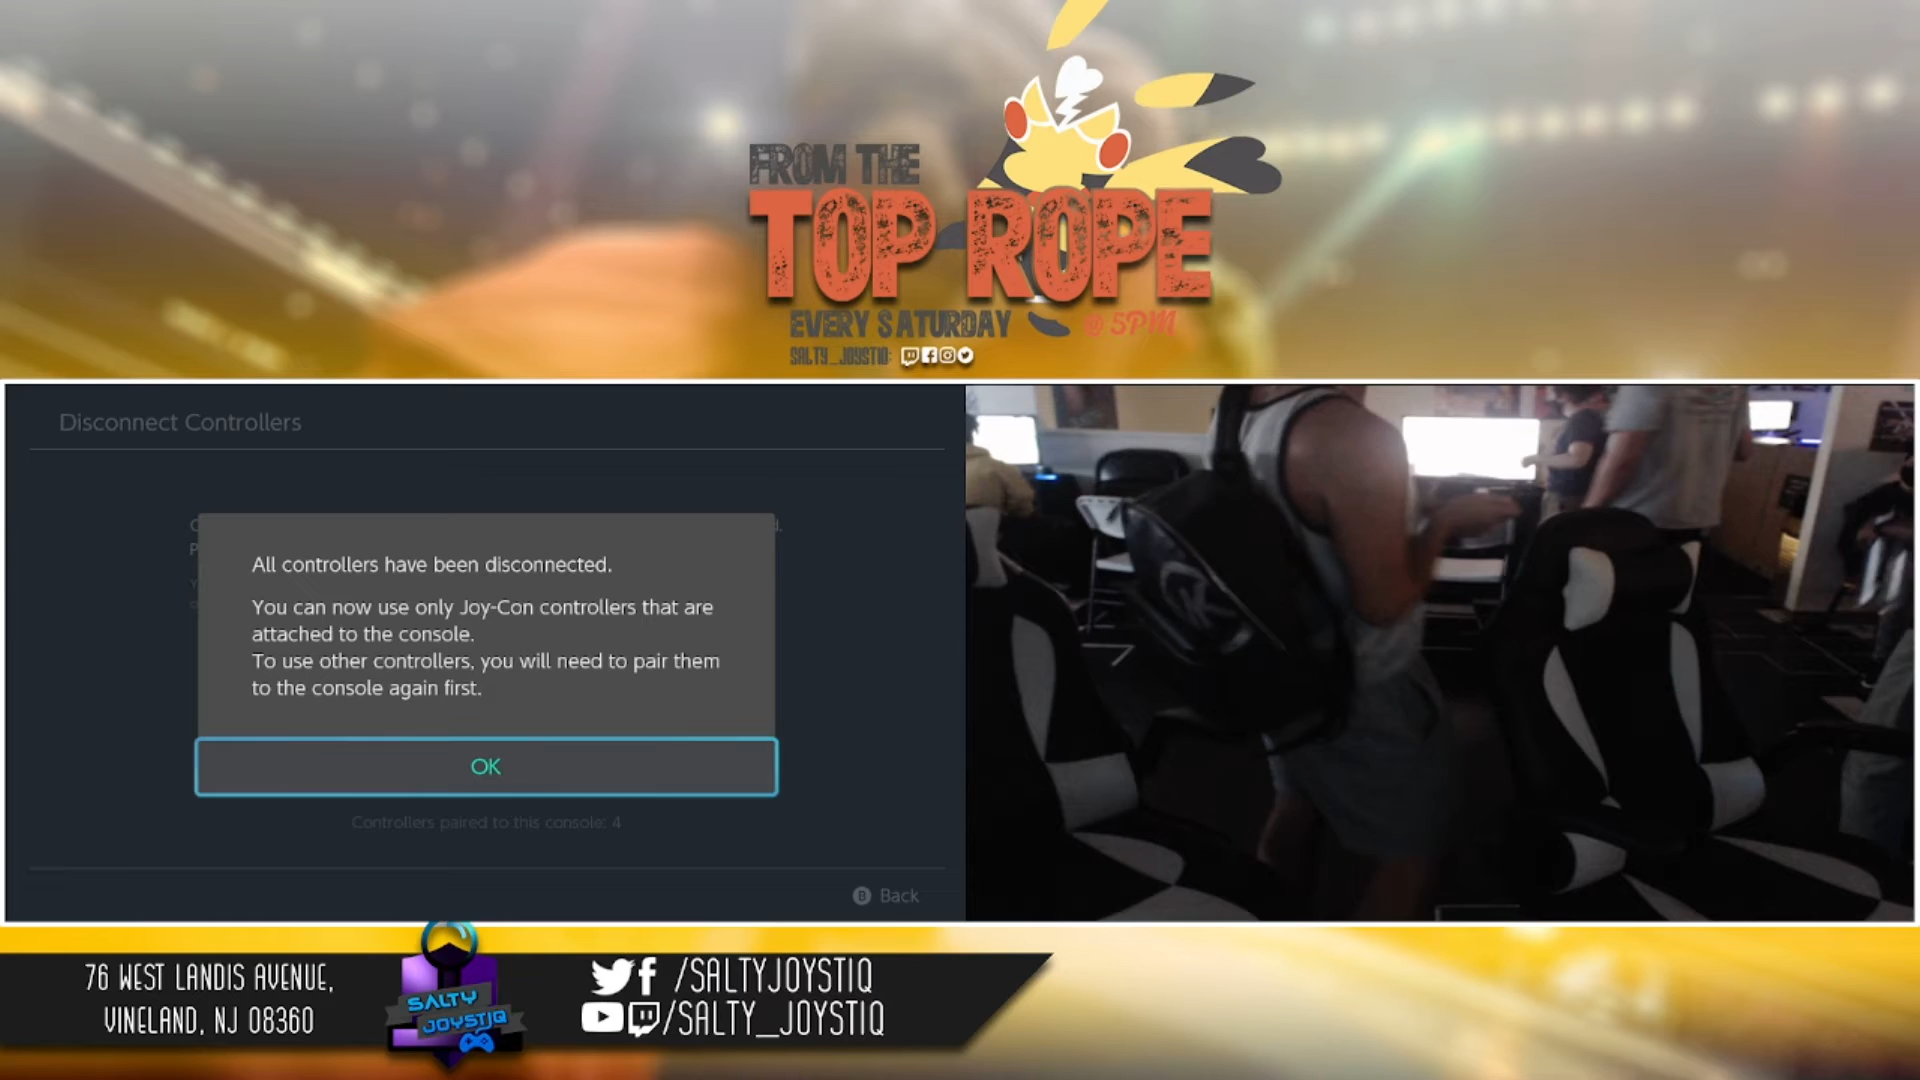 FROM THE
TOP ROPE
EVERY SATURDAY @ 5PM
SALTY_JOYSTIQ:
Disconnect Controllers
All controllers have been disconnected.
You can now use only Joy-Con controllers that are
attached to the console.
To use other controllers, you will need to pair them
to the console again first.
OK
Controllers paired to this console: 4
B Back
76 WEST LANDIS AVENUE,
VINELAND, NJ 08360
SALTY
JOYSTIQ
/SALTYJOYSTIQ
/SALTY_JOYSTIQ